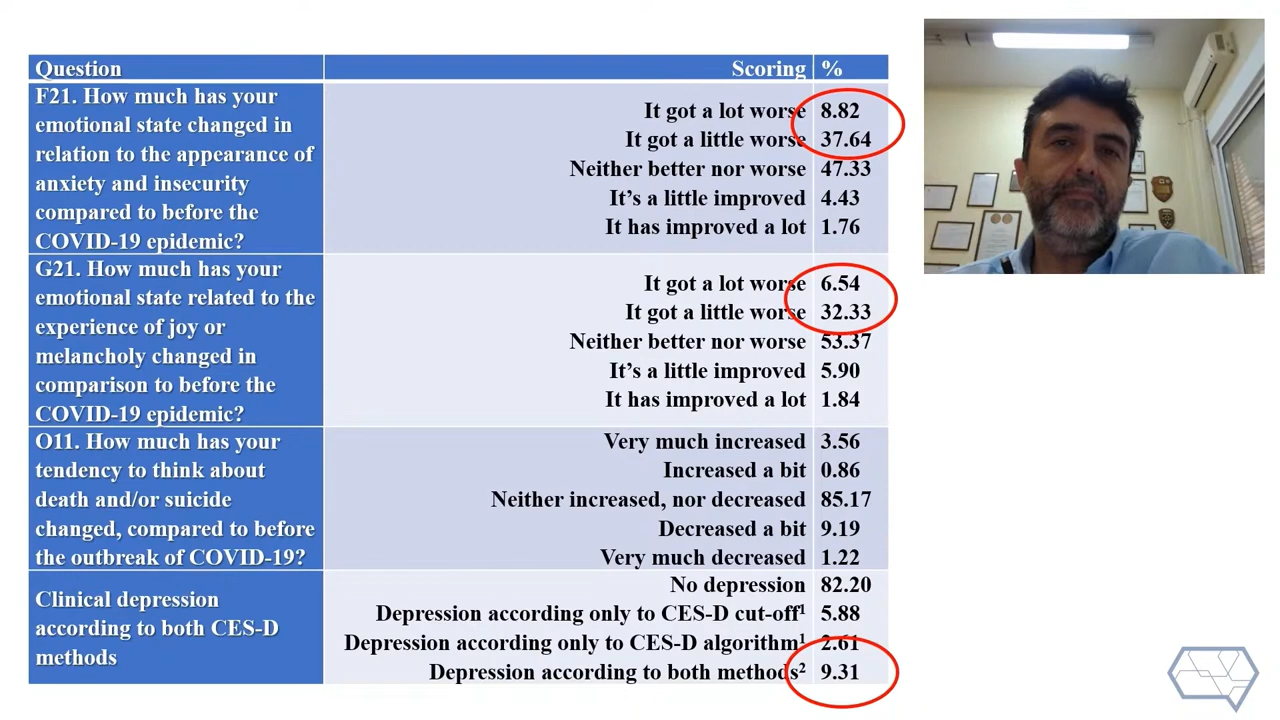 Question Scoring %
F21. How much has your
emotional state changed in
relation to the appearance of
anxiety and insecurity
compared to before the
COVID-19 epidemic?
It got a lot worse 8.82
It got a little worse 37.64
Neither better nor worse 47.33
It's a little improved 4.43
It has improved a lot 1.76
G21. How much has your
emotional state related to the
experience of joy or
melancholy changed in
comparison to before the
COVID-19 epidemic?
It got a lot worse 6.54
It got a little worse 32.33
Neither better nor worse 53.37
It's a little improved 5.90
It has improved a lot 1.84
O11. How much has your
tendency to think about
death and/or suicide
changed, compared to before
the outbreak of COVID-19?
Very much increased 3.56
Increased a bit 0.86
Neither increased, nor decreased 85.17
Decreased a bit 9.19
Very much decreased 1.22
Clinical depression
according to both CES-D
methods
No depression 82.20
Depression according only to CES-D cut-off¹ 5.88
Depression according only to CES-D algorithm¹ 2.61
Depression according to both methods² 9.31